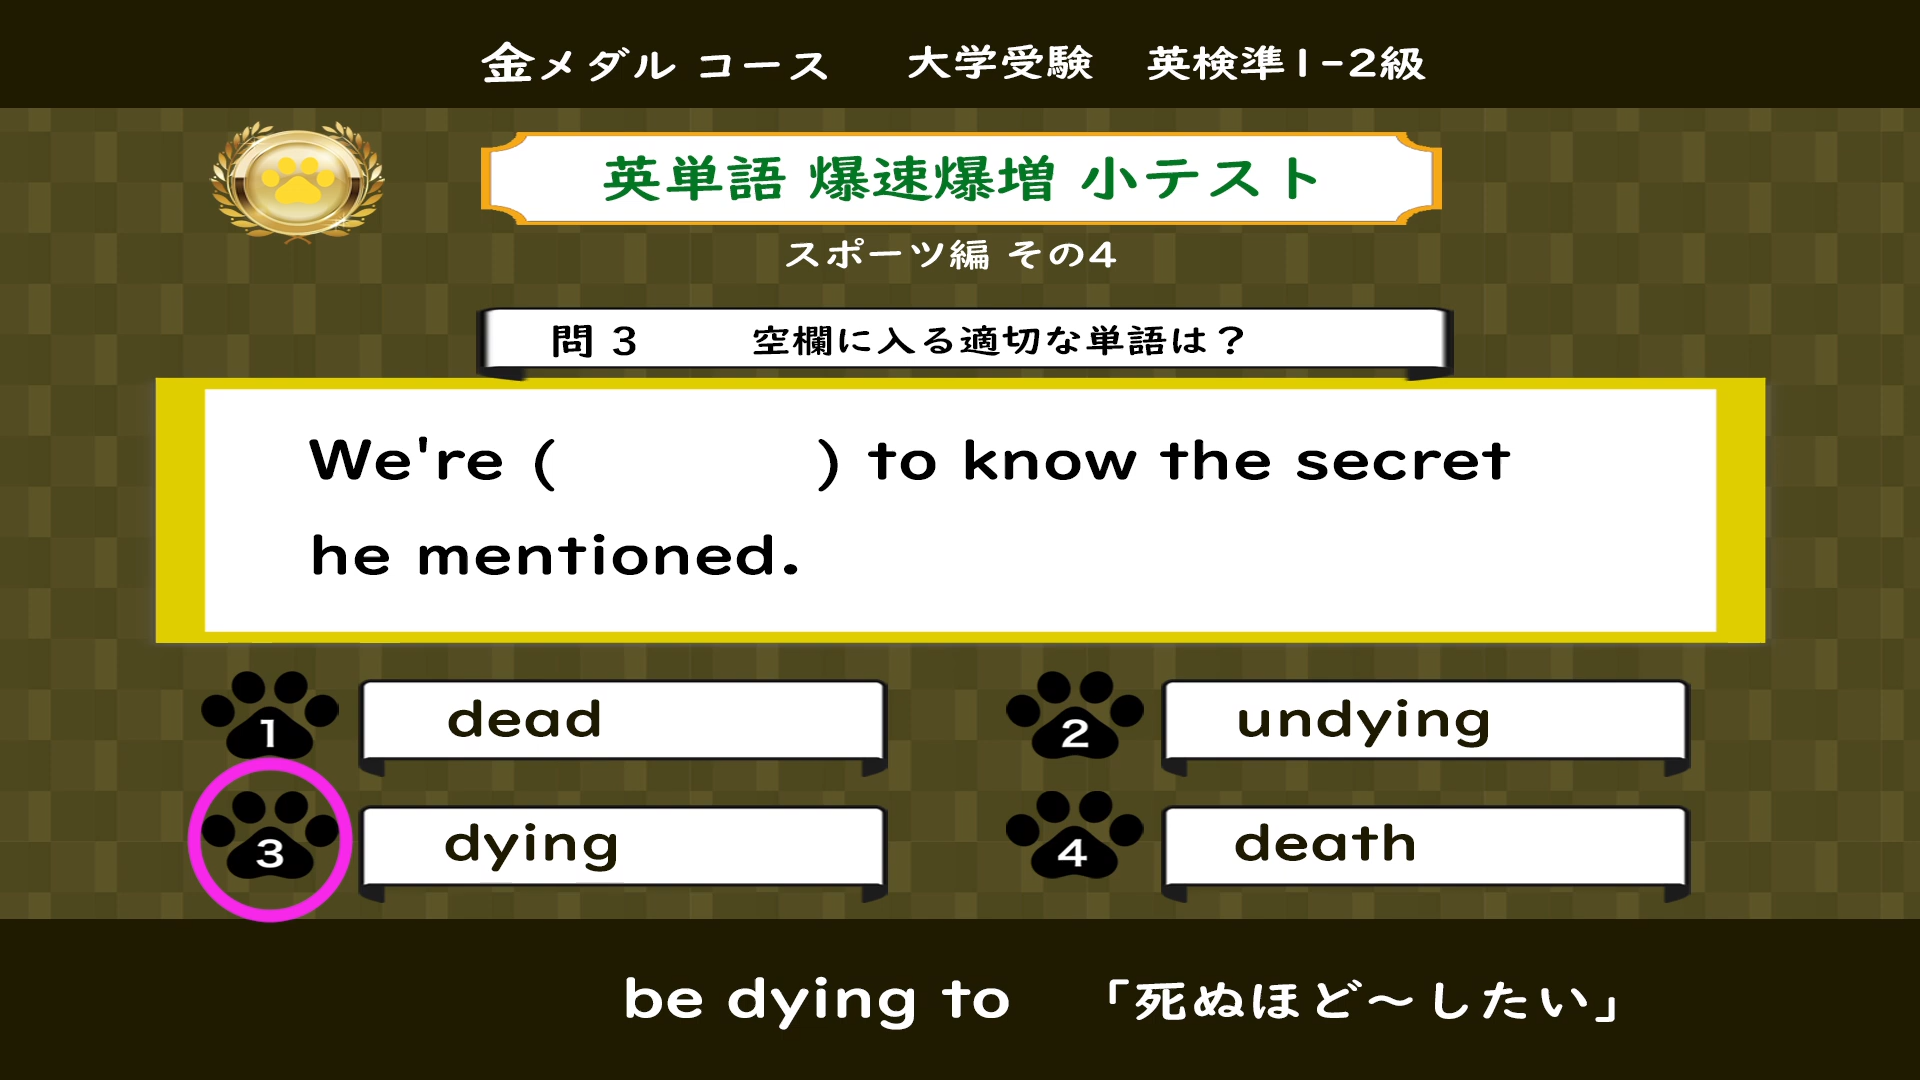 金メダル コース 大学受験 英検準1-2級
英単語 爆速爆増 小テスト
スポーツ編 その4
問 3 空欄に入る適切な単語は？
We're ( ) to know the secret
he mentioned.
1 dead
2 undying
3 dying
4 death
be dying to 「死ぬほど～したい」